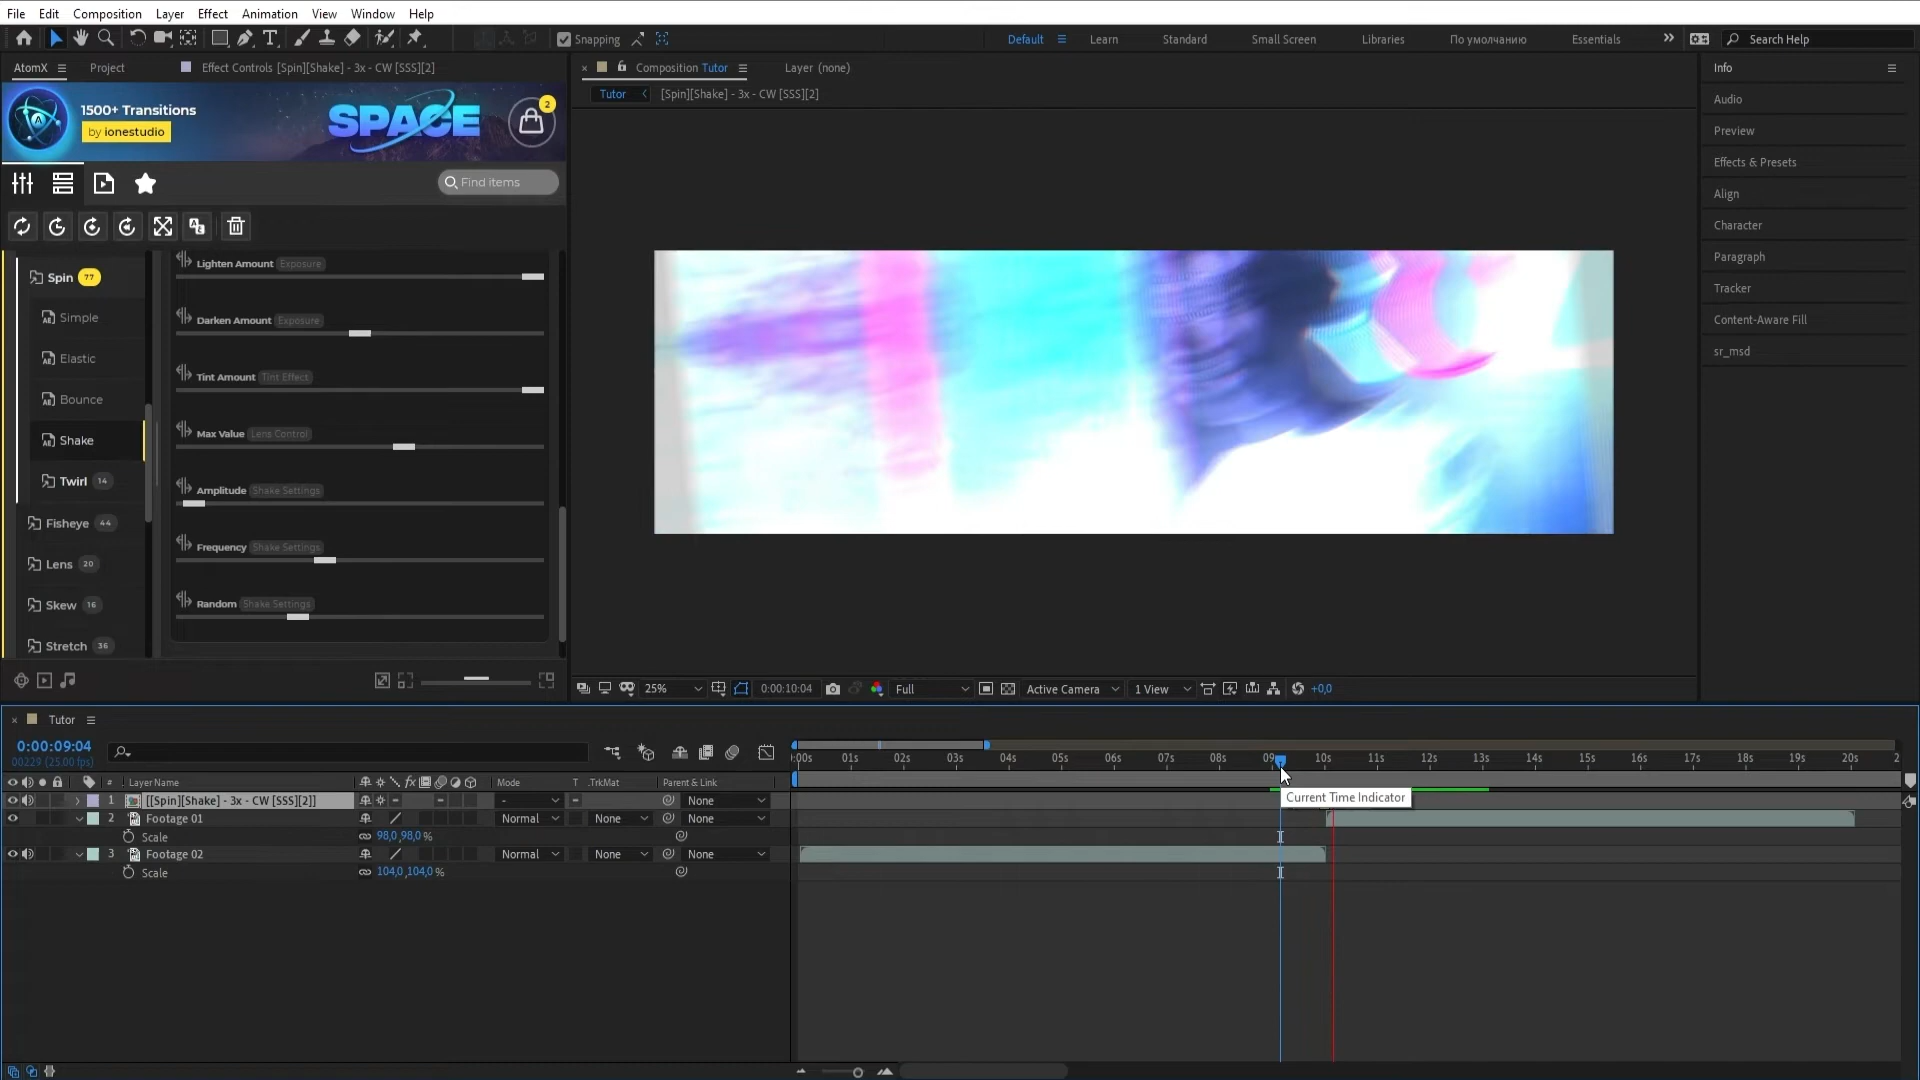 File Edit Composition Layer Effect Animation View Window Help
Snapping
Default Learn Standard Small Screen Libraries По умолчанию Essentials Search Help
AtomX Project Effect Controls [Spin][Shake] - 3x - CW [SSS][2]
1500+ Transitions
by ionestudio
SPACE
2
Find items
Spin 77
Simple
Elastic
Bounce
Shake
Twirl 14
Fisheye 44
Lens 20
Skew 16
Stretch 36
Lighten Amount Exposure
Darken Amount Exposure
Tint Amount Tint Effect
Max Value Lens Control
Amplitude Shake Settings
Frequency Shake Settings
Random Shake Settings
Composition Tutor Layer (none)
Tutor [Spin][Shake] - 3x - CW [SSS][2]
25% 0:00:10:04 Full Active Camera 1 View +0,0
Info
Audio
Preview
Effects & Presets
Align
Character
Paragraph
Tracker
Content-Aware Fill
sr_msd
Tutor
0:00:09:04
00229 (25.00 fps)
:00s 01s 02s 03s 04s 05s 06s 07s 08s 09 10s 11s 12s 13s 14s 15s 16s 17s 18s 19s 20s 2
# Layer Name fx Mode T .TrkMat Parent & Link
1 [[Spin][Shake] - 3x - CW [SSS][2]] - None
2 Footage 01 Normal None None
Scale 98,0,98,0 %
3 Footage 02 Normal None None
Scale 104,0,104,0 %
Current Time Indicator